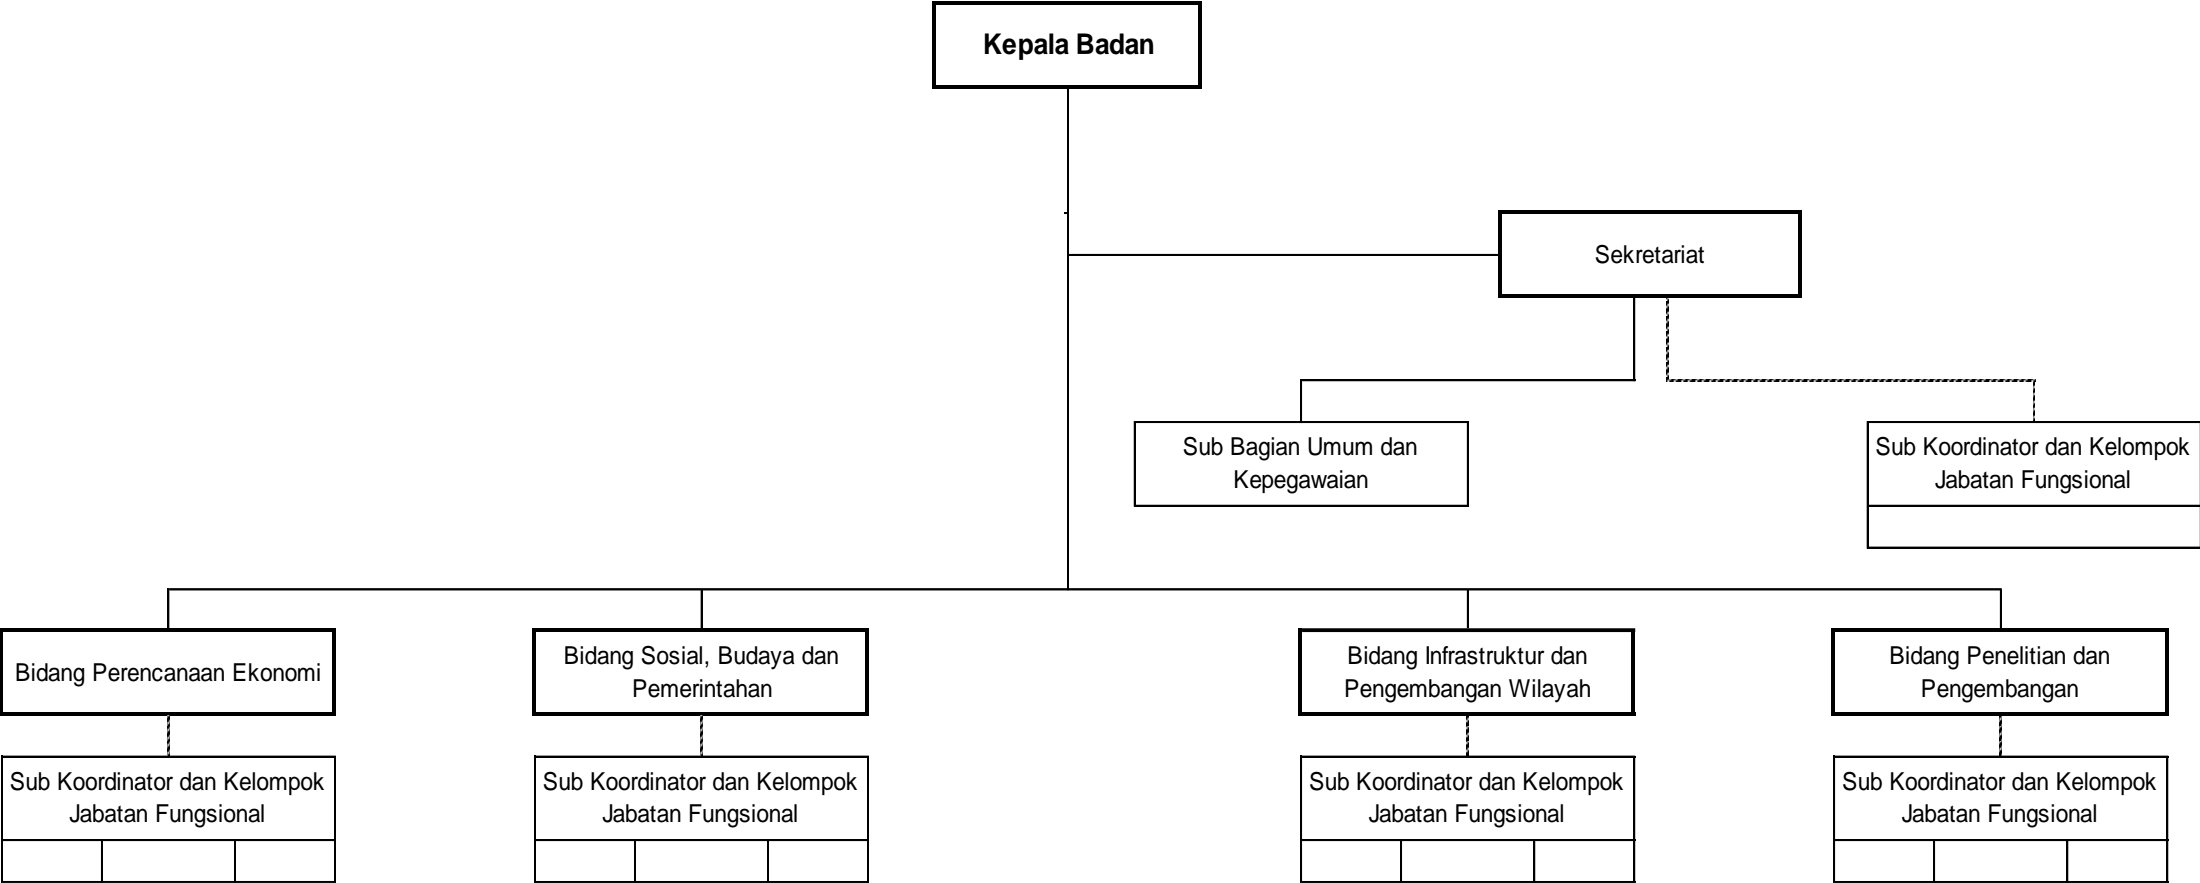 Kepala Badan
Sekretariat
Sub Bagian Umum dan
Kepegawaian
Sub Koordinator dan Kelompok
Jabatan Fungsional
Bidang Perencanaan Ekonomi
Bidang Sosial, Budaya dan
Pemerintahan
Bidang Infrastruktur dan
Pengembangan Wilayah
Bidang Penelitian dan
Pengembangan
Sub Koordinator dan Kelompok
Jabatan Fungsional
Sub Koordinator dan Kelompok
Jabatan Fungsional
Sub Koordinator dan Kelompok
Jabatan Fungsional
Sub Koordinator dan Kelompok
Jabatan Fungsional